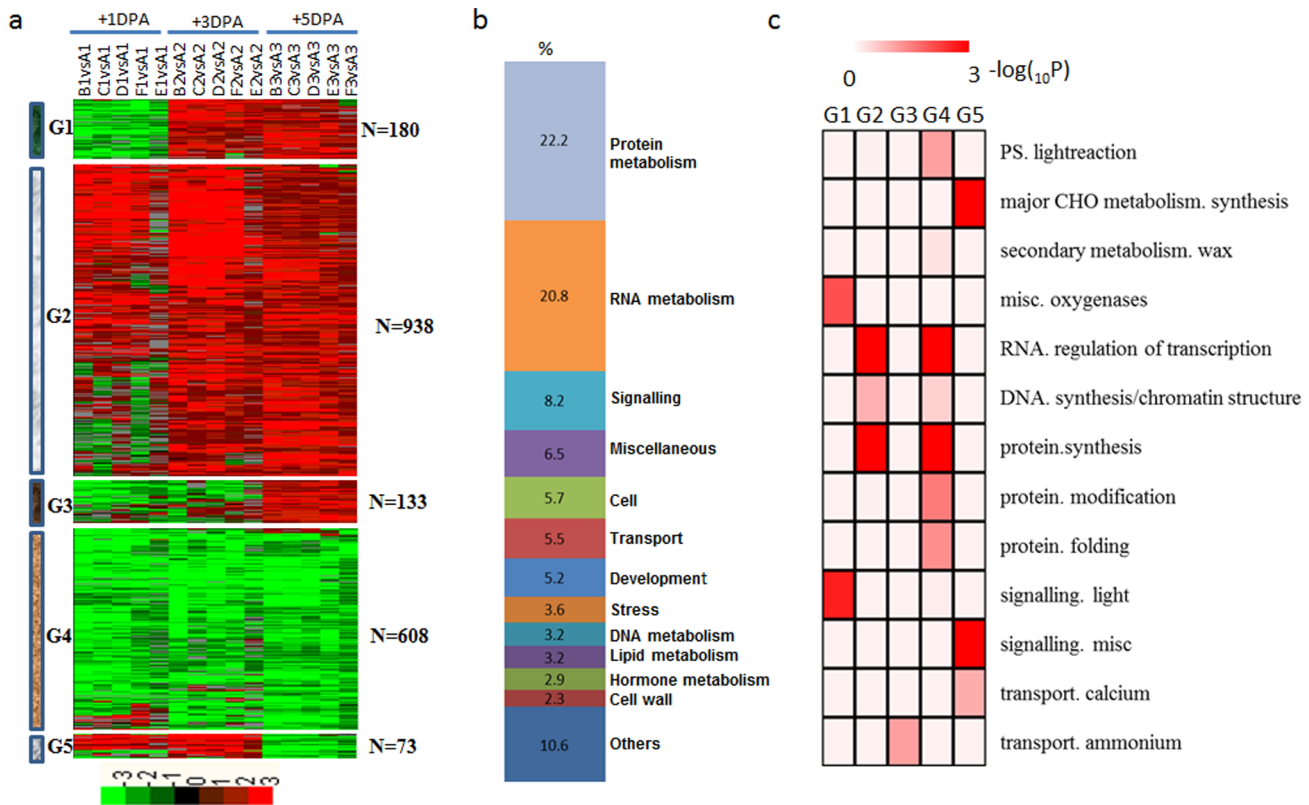 a
+1DPA +3DPA +5DPA
B1vsA1 C1vsA1 D1vsA1 F1vsA1 E1vsA1 B2vsA2 C2vsA2 D2vsA2 F2vsA2 E2vsA2 B3vsA3 C3vsA3 D3vsA3 E3vsA3 F3vsA3
G1 N=180
G2 N=938
G3 N=133
G4 N=608
G5 N=73
-3 -2 -1 0 1 2 3
b
%
22.2 Protein
metabolism
20.8 RNA metabolism
8.2 Signalling
6.5 Miscellaneous
5.7 Cell
5.5 Transport
5.2 Development
3.6 Stress
3.2 DNA metabolism
3.2 Lipid metabolism
2.9 Hormone metabolism
2.3 Cell wall
10.6 Others
c
0 3 -log(10P)
G1 G2 G3 G4 G5
PS. lightreaction
major CHO metabolism. synthesis
secondary metabolism. wax
misc. oxygenases
RNA. regulation of transcription
DNA. synthesis/chromatin structure
protein.synthesis
protein. modification
protein. folding
signalling. light
signalling. misc
transport. calcium
transport. ammonium